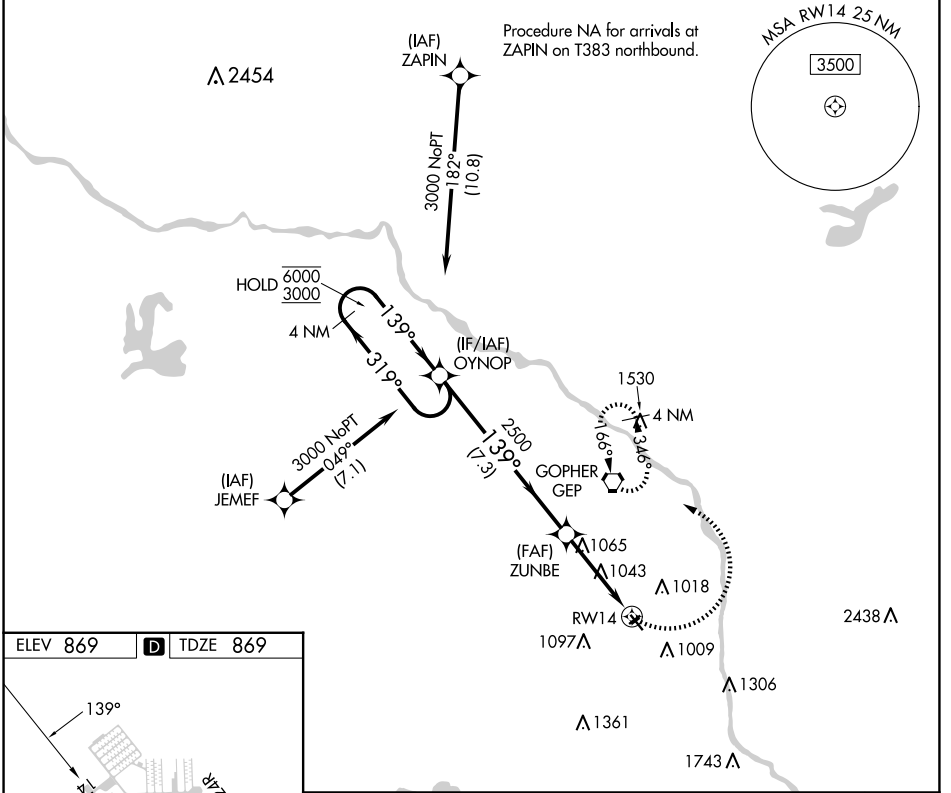 Procedure NA for arrivals at
ZAPIN on T383 northbound.
MSA RW14 25 NM
3500
(IAF)
ZAPIN
2454
3000 NoPT
182°
(10.8)
HOLD
6000
3000
4 NM
139°
319°
(IF/IAF)
OYNOP
3000 NoPT
049°
(7.1)
(IAF)
JEMEF
2500
139°
(7.3)
1530
4 NM
166°
346°
GOPHER
GEP
(FAF)
ZUNBE
1065
1043
1018
RW14
1097
1009
2438
1306
1361
1743
ELEV 869
D
TDZE 869
139°
14
24R